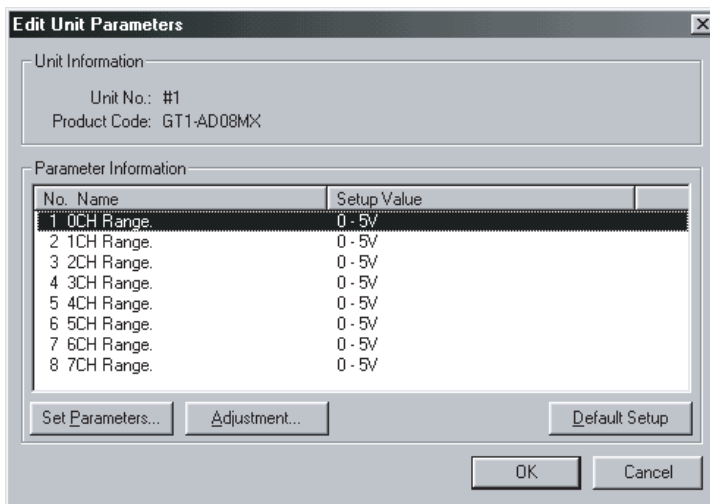 Edit Unit Parameters
Unit Information
Unit No.: #1
Product Code: GT1-AD08MX
Parameter Information
No. Name Setup Value
1 0CH Range. 0 - 5V
2 1CH Range. 0 - 5V
3 2CH Range. 0 - 5V
4 3CH Range. 0 - 5V
5 4CH Range. 0 - 5V
6 5CH Range. 0 - 5V
7 6CH Range. 0 - 5V
8 7CH Range. 0 - 5V
Set Parameters... Adjustment... Default Setup
OK Cancel